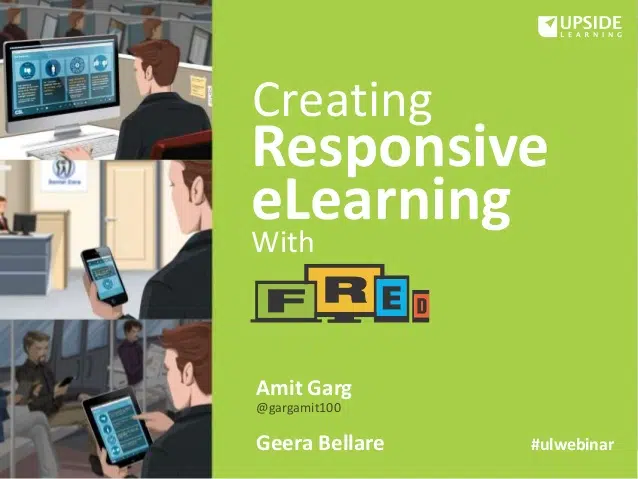 UPSIDE
LEARNING
Creating
Responsive
eLearning
With
FRED
Amit Garg
@gargamit100
Geera Bellare
#ulwebinar